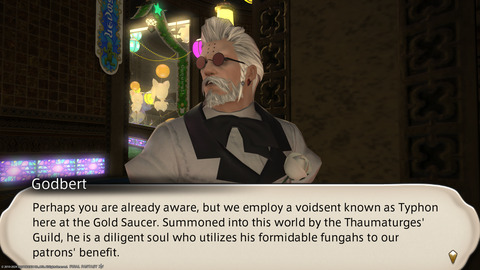 Godbert
Perhaps you are already aware, but we employ a voidsent known as Typhon
here at the Gold Saucer. Summoned into this world by the Thaumaturges'
Guild, he is a diligent soul who utilizes his formidable fungahs to our
patrons' benefit.